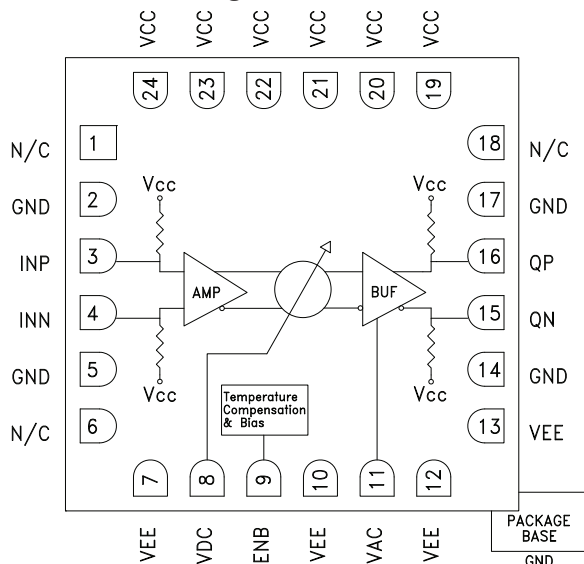 VCC VCC VCC VCC VCC VCC
24 23 22 21 20 19
N/C 1 18 N/C
GND 2 Vcc Vcc 17 GND
INP 3 16 QP
AMP BUF
INN 4 15 QN
GND 5 14 GND
Vcc Vcc
Temperature
Compensation
& Bias
N/C 6 13 VEE
7 8 9 10 11 12
VEE VDC ENB VEE VAC VEE
PACKAGE
BASE
GND